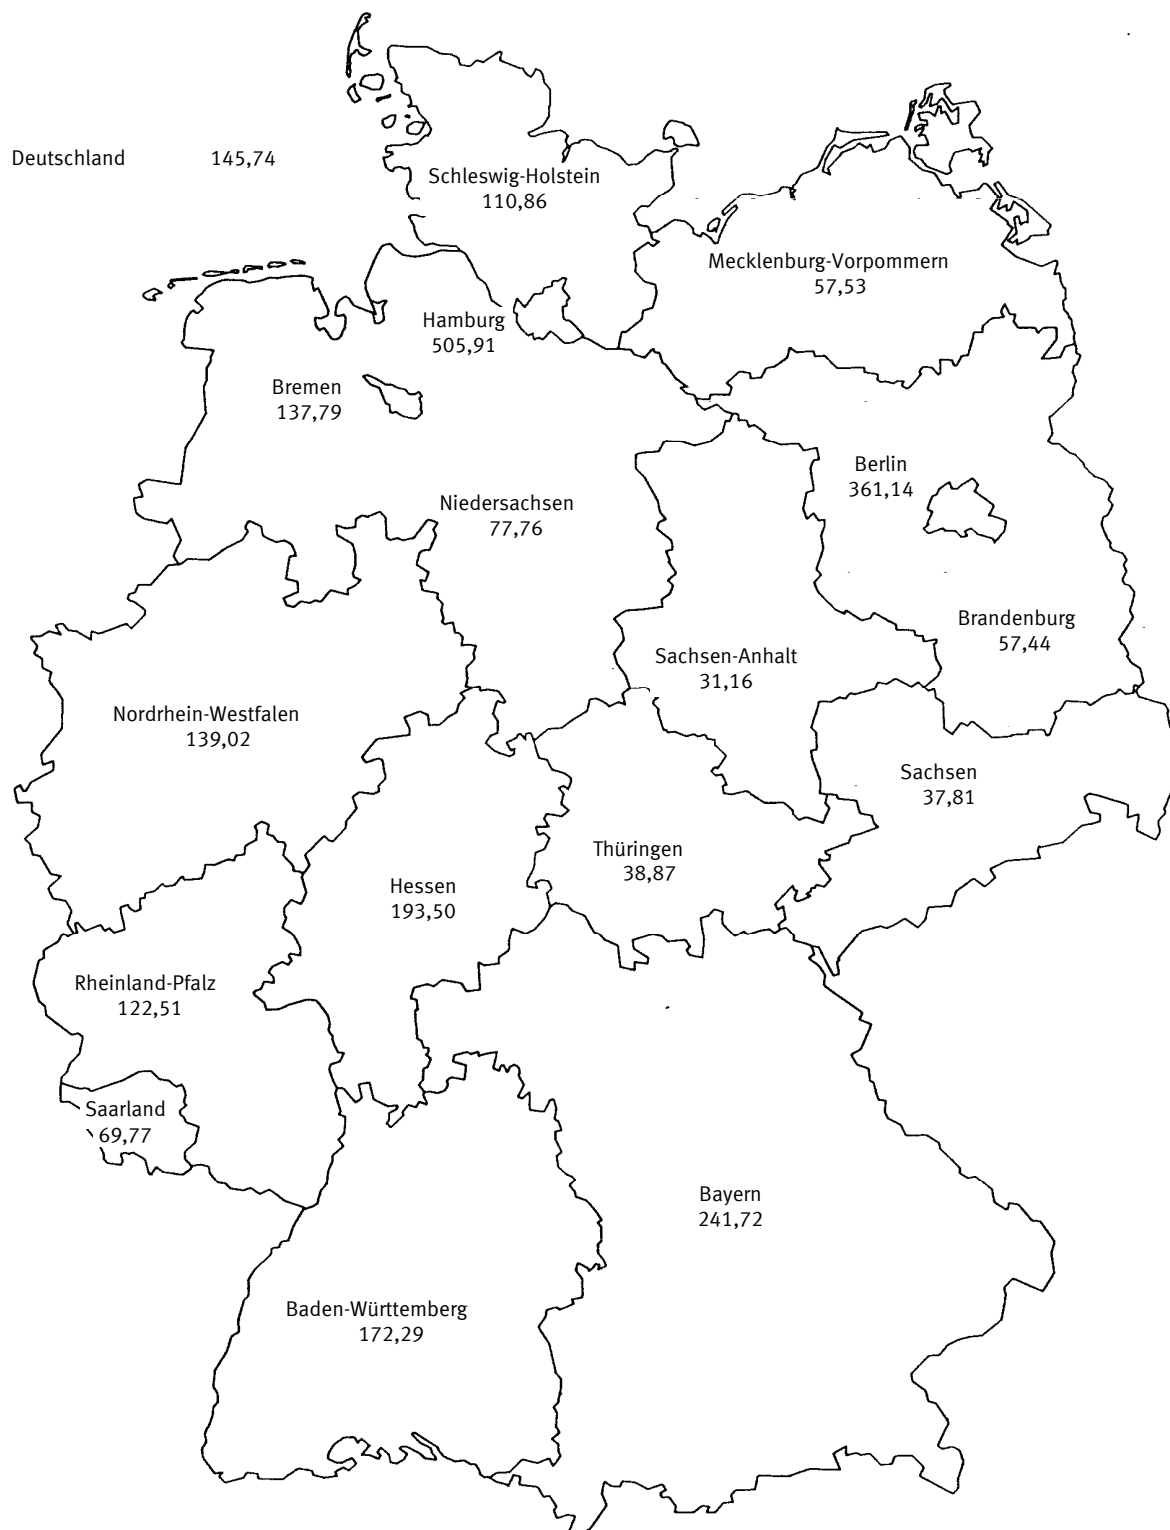 Deutschland 145,74
Schleswig-Holstein
110,86
Mecklenburg-Vorpommern
57,53
Hamburg
505,91
Bremen
137,79
Berlin
361,14
Niedersachsen
77,76
Brandenburg
57,44
Sachsen-Anhalt
31,16
Nordrhein-Westfalen
139,02
Sachsen
37,81
Thüringen
38,87
Hessen
193,50
Rheinland-Pfalz
122,51
Saarland
69,77
Bayern
241,72
Baden-Württemberg
172,29